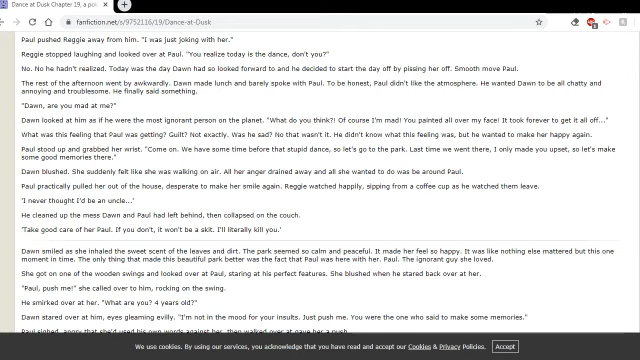 Dance at Dusk Chapter 19, a pok
fanfiction.net/s/9752116/19/Dance-at-Dusk
Paul pushed Reggie away from him. "I was just joking with her."
Reggie stopped laughing and looked over at Paul. "You realize today is the dance, don't you?"
No. No he hadn't realized. Today was the day Dawn had so looked forward to and he decided to start the day off by pissing her off. Smooth move Paul.
The rest of the afternoon went by awkwardly. Dawn made lunch and barely spoke with Paul. To be honest, Paul didn't like the atmosphere. He wanted Dawn to be all chatty and
annoying and troublesome. He finally said something.
"Dawn, are you mad at me?"
Dawn looked at him as if he were the most ignorant person on the planet. "What do you think?! Of course I'm mad! You painted all over my face! It took forever to get it all off..."
What was this feeling that Paul was getting? Guilt? Not exactly. Was he sad? No that wasn't it. He didn't know what this feeling was, but he wanted to make her happy again.
Paul stood up and grabbed her wrist. "Come on. We have some time before that stupid dance, so let's go to the park. Last time we went there, I only made you upset, so let's make
some good memories there."
Dawn blushed. She suddenly felt like she was walking on air. All her anger drained away and all she wanted to do was be around Paul.
Paul practically pulled her out of the house, desperate to make her smile again. Reggie watched happily, sipping from a coffee cup as he watched them leave.
'I never thought I'd be an uncle...'
He cleaned up the mess Dawn and Paul had left behind, then collapsed on the couch.
'Take good care of her Paul. If you don't, it won't be a skit. I'll literally kill you.'
Dawn smiled as she inhaled the sweet scent of the leaves and dirt. The park seemed so calm and peaceful. It made her feel so happy. It was like nothing else mattered but this one
moment in time. The only thing that made this beautiful park better was the fact that Paul was here with her. Paul. The ignorant guy she loved.
She got on one of the wooden swings and looked over at Paul, staring at his perfect features. She blushed when he stared back over at her.
"Paul, push me!" she called over to him, rocking on the swing.
He smirked over at her. "What are you? 4 years old?"
Dawn stared over at him, eyes gleaming evilly. "I'm not in the mood for your insults. Just push me. You were the one who said to make some memories."
Paul sighed, angry that she'd used his own words against her, then walked over at gave her a push.
We use cookies. By using our services, you acknowledge that you have read and accept our Cookies & Privacy Policies.
Accept